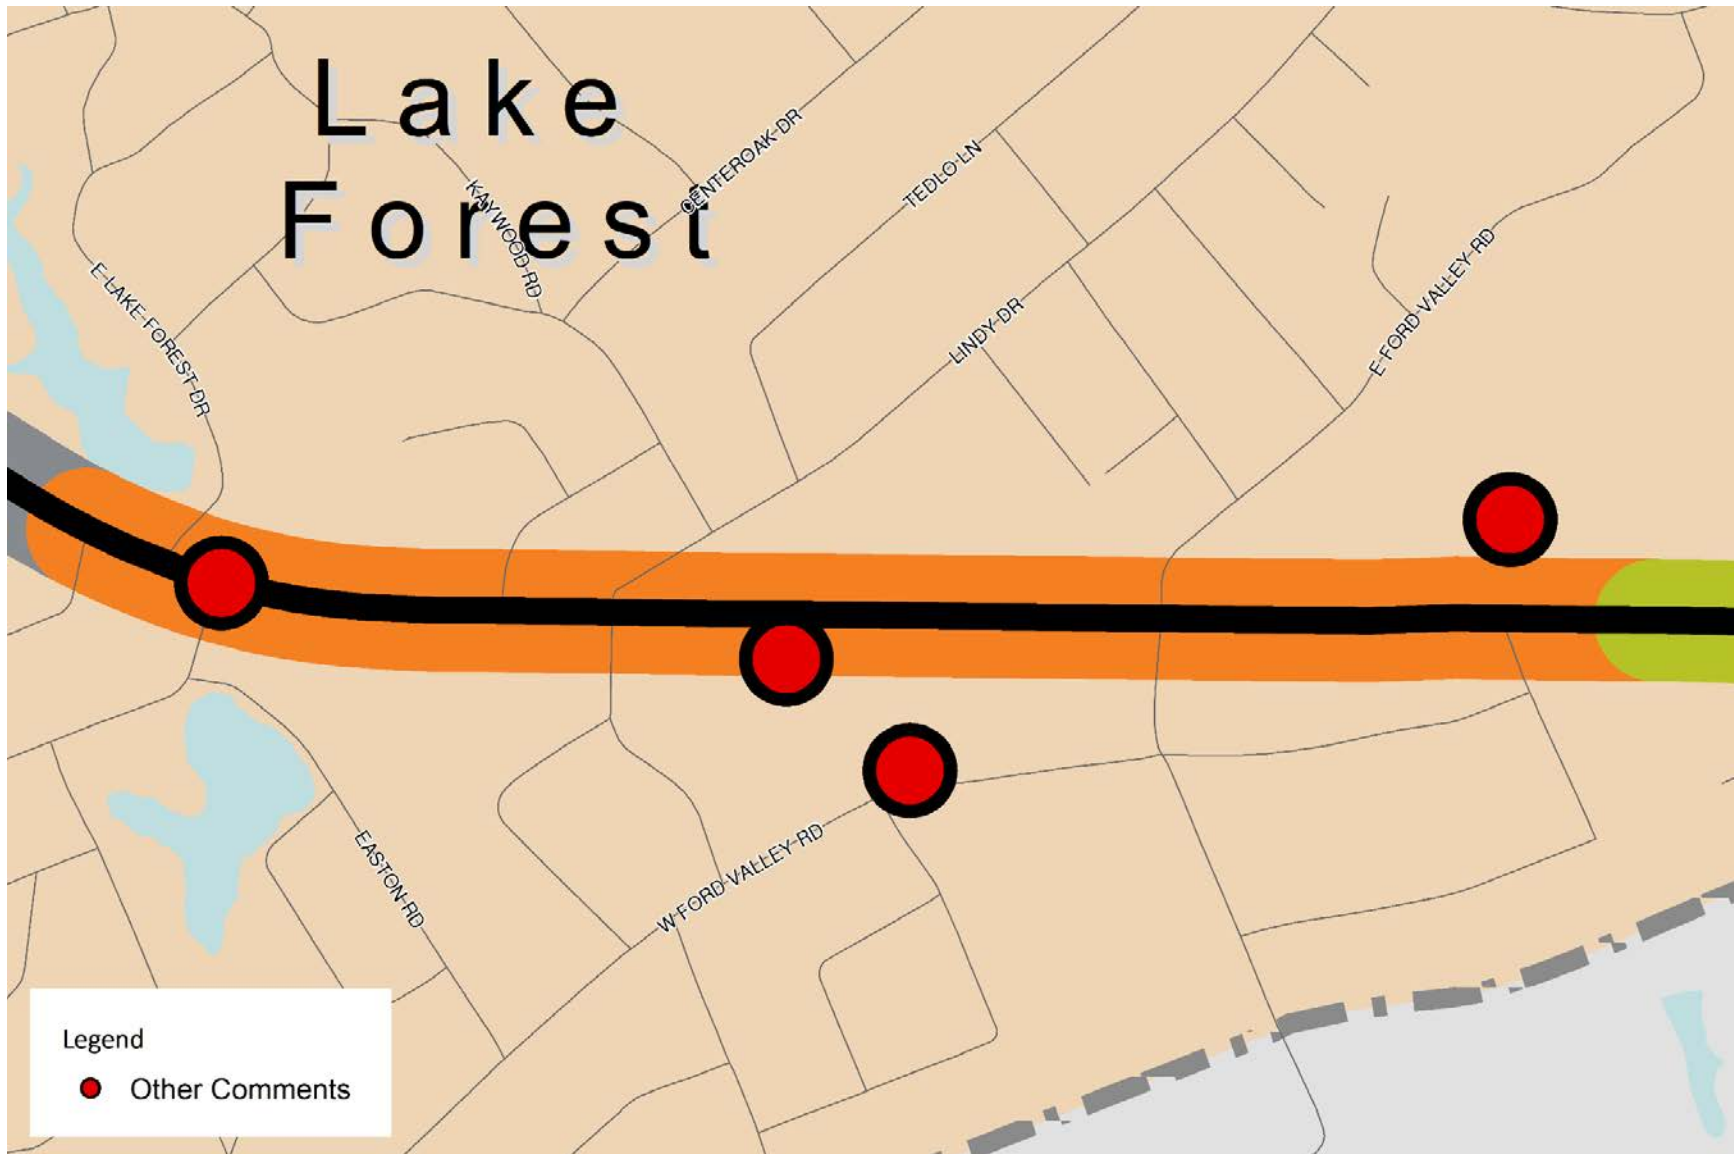 Lake
Forest
CENTEROAK DR
KAYWOOD RD
TEDLO LN
E LAKE FOREST DR
LINDY DR
E FORD VALLEY RD
EASTON RD
W FORD VALLEY RD
Legend
Other Comments